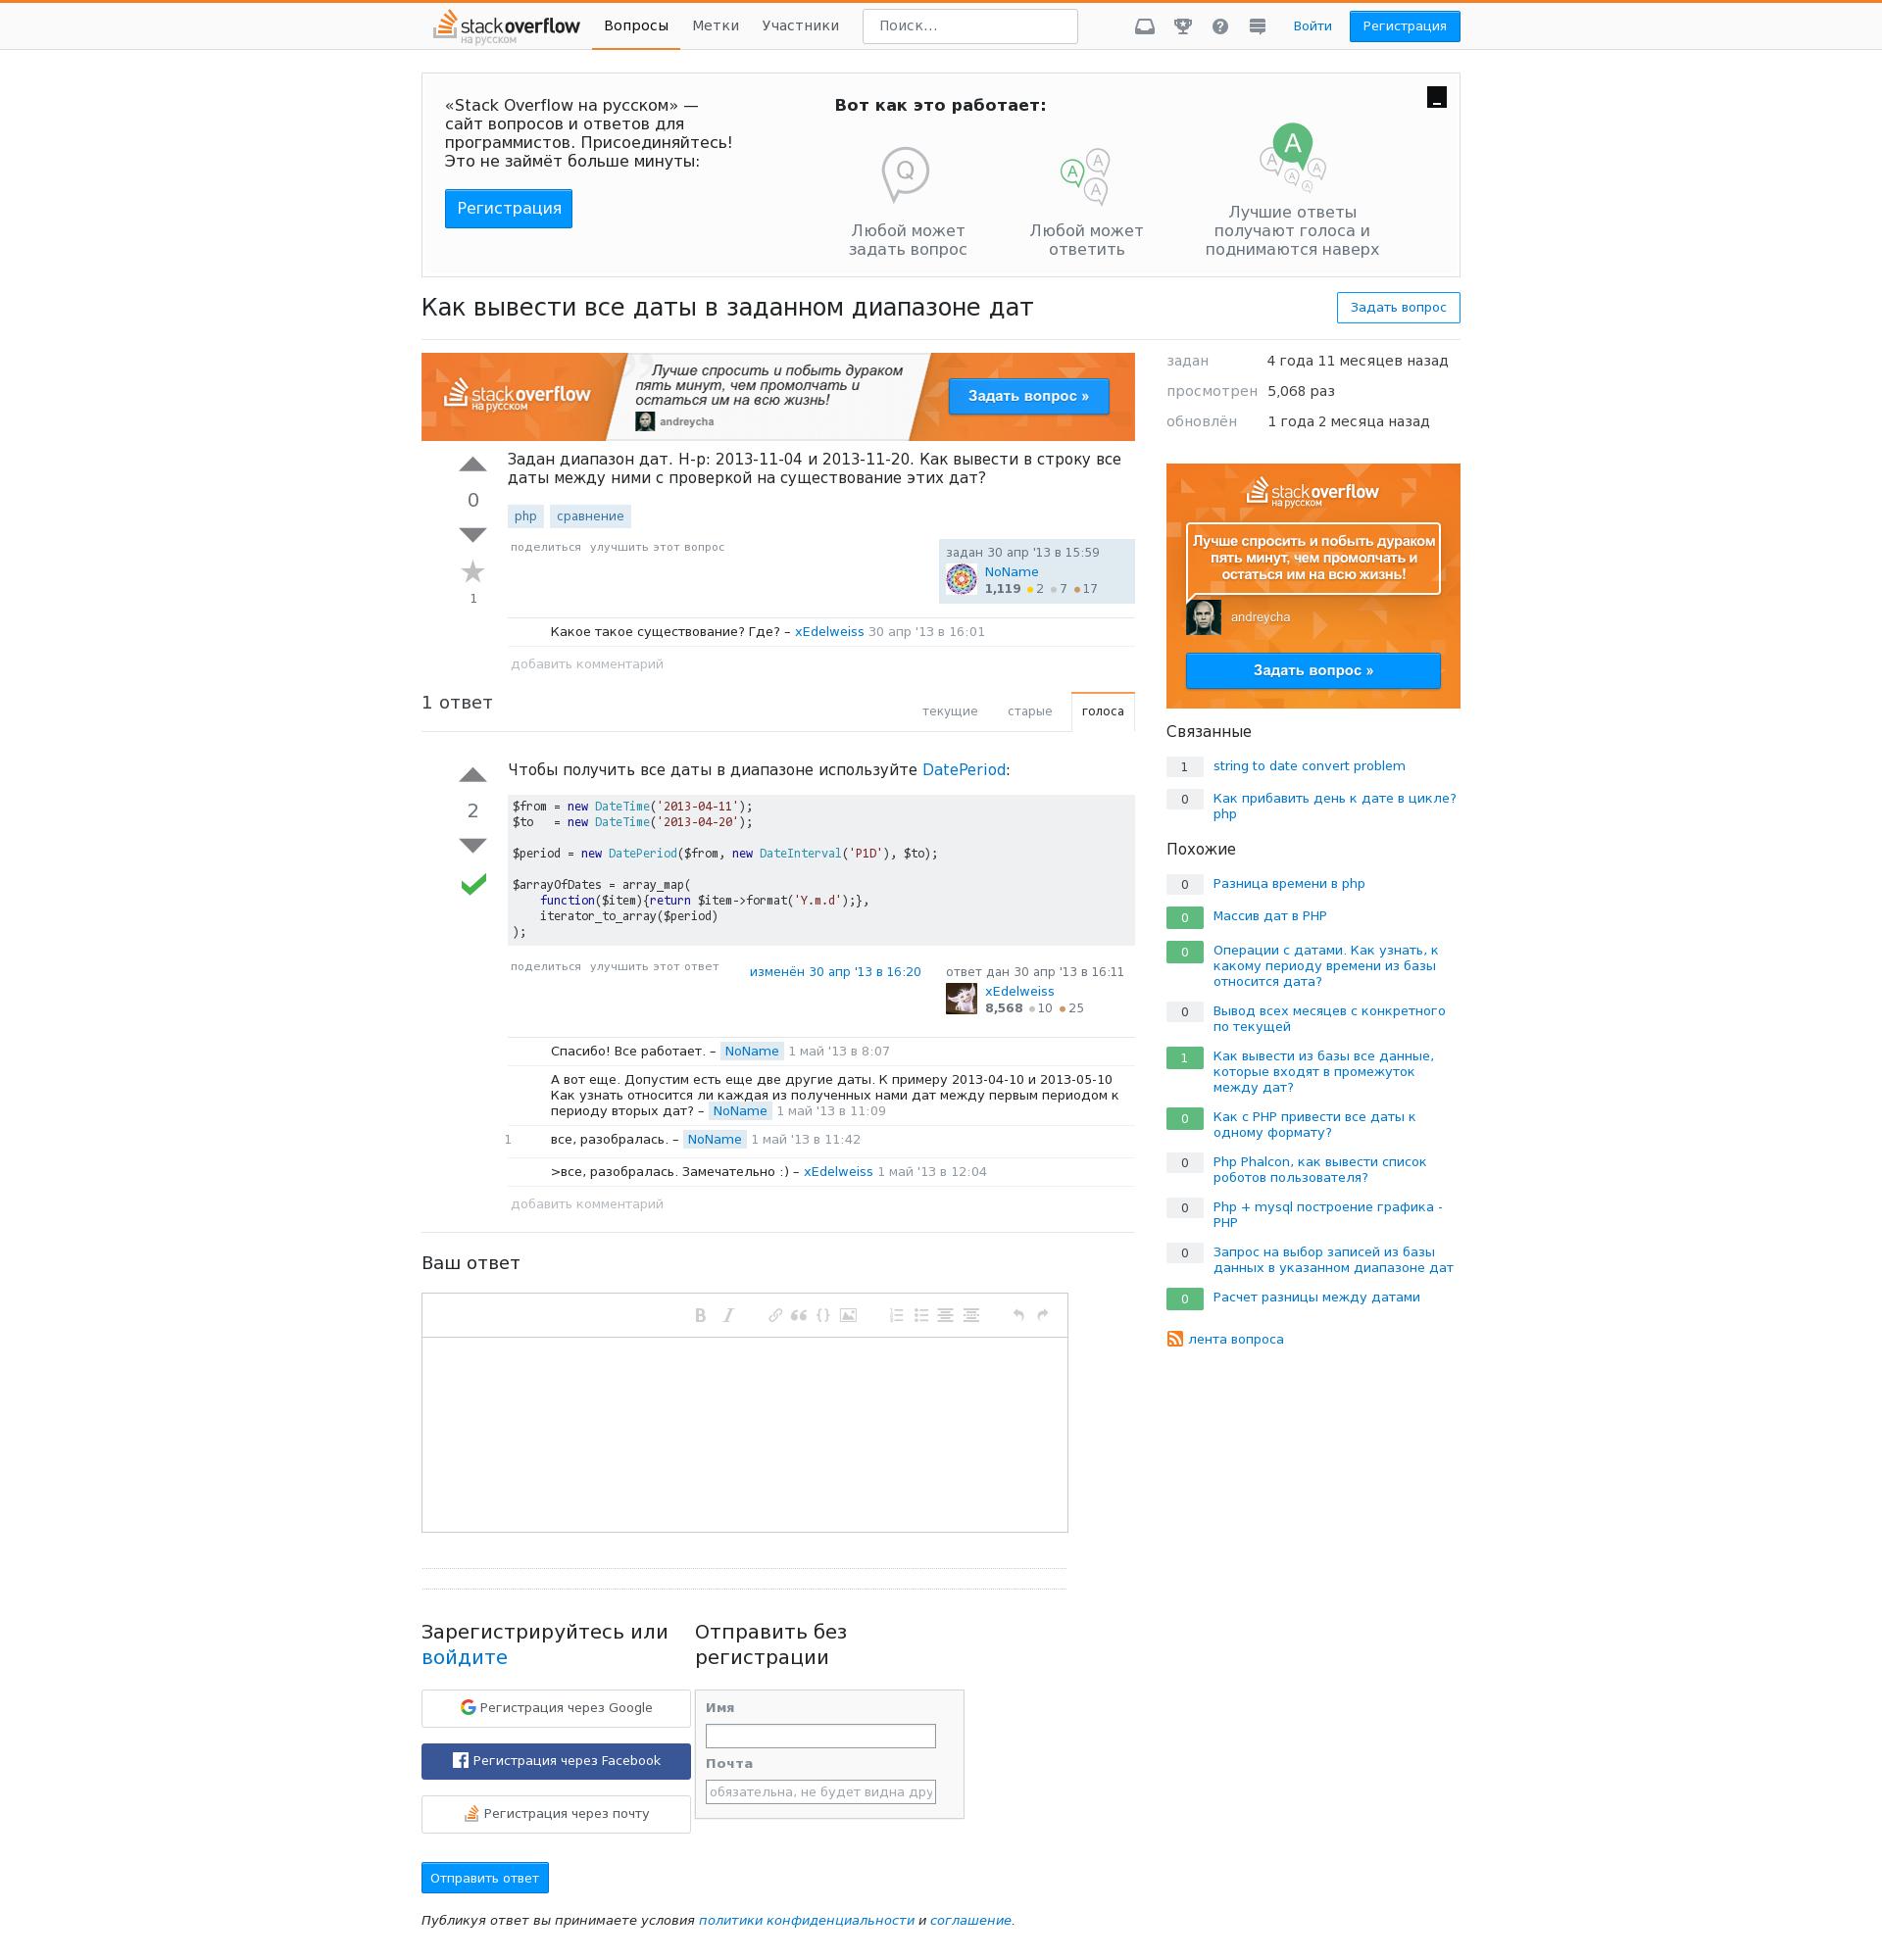 stackoverflow
на русском
Вопросы
Метки
Участники
Поиск...
Войти
Регистрация
«Stack Overflow на русском» —
сайт вопросов и ответов для
программистов. Присоединяйтесь!
Это не займёт больше минуты:
Регистрация
Вот как это работает:
Q
Любой может
задать вопрос
A
A
A
Любой может
ответить
A
A
A
A
A
Лучшие ответы
получают голоса и
поднимаются наверх
Как вывести все даты в заданном диапазоне дат
Задать вопрос
stackoverflow
на русском
Лучше спросить и побыть дураком
пять минут, чем промолчать и
остаться им на всю жизнь!
andreycha
Задать вопрос »
0
1
Задан диапазон дат. Н-р: 2013-11-04 и 2013-11-20. Как вывести в строку все
даты между ними с проверкой на существование этих дат?
php
сравнение
поделиться улучшить этот вопрос
задан 30 апр '13 в 15:59
NoName
1,119 ●2 ●7 ●17
Какое такое существование? Где? – xEdelweiss 30 апр '13 в 16:01
добавить комментарий
1 ответ
текущие
старые
голоса
2
Чтобы получить все даты в диапазоне используйте DatePeriod:
$from = new DateTime('2013-04-11');
$to   = new DateTime('2013-04-20');
$period = new DatePeriod($from, new DateInterval('P1D'), $to);
$arrayOfDates = array_map(
    function($item){return $item->format('Y.m.d');},
    iterator_to_array($period)
);
поделиться улучшить этот ответ
изменён 30 апр '13 в 16:20
ответ дан 30 апр '13 в 16:11
xEdelweiss
8,568 ●10 ●25
Спасибо! Все работает. – NoName 1 май '13 в 8:07
А вот еще. Допустим есть еще две другие даты. К примеру 2013-04-10 и 2013-05-10
Как узнать относится ли каждая из полученных нами дат между первым периодом к
периоду вторых дат? – NoName 1 май '13 в 11:09
1 все, разобралась. – NoName 1 май '13 в 11:42
>все, разобралась. Замечательно :) – xEdelweiss 1 май '13 в 12:04
добавить комментарий
Ваш ответ
B I
Зарегистрируйтесь или
войдите
Регистрация через Google
Регистрация через Facebook
Регистрация через почту
Отправить без
регистрации
Имя
Почта
обязательна, не будет видна дру
Отправить ответ
Публикуя ответ вы принимаете условия политики конфиденциальности и соглашение.
задан 4 года 11 месяцев назад
просмотрен 5,068 раз
обновлён 1 года 2 месяца назад
stackoverflow
на русском
Лучше спросить и побыть дураком
пять минут, чем промолчать и
остаться им на всю жизнь!
andreycha
Задать вопрос »
Связанные
1 string to date convert problem
0 Как прибавить день к дате в цикле?
php
Похожие
0 Разница времени в php
0 Массив дат в PHP
0 Операции с датами. Как узнать, к
какому периоду времени из базы
относится дата?
0 Вывод всех месяцев с конкретного
по текущей
1 Как вывести из базы все данные,
которые входят в промежуток
между дат?
0 Как с PHP привести все даты к
одному формату?
0 Php Phalcon, как вывести список
роботов пользователя?
0 Php + mysql построение графика -
PHP
0 Запрос на выбор записей из базы
данных в указанном диапазоне дат
0 Расчет разницы между датами
лента вопроса